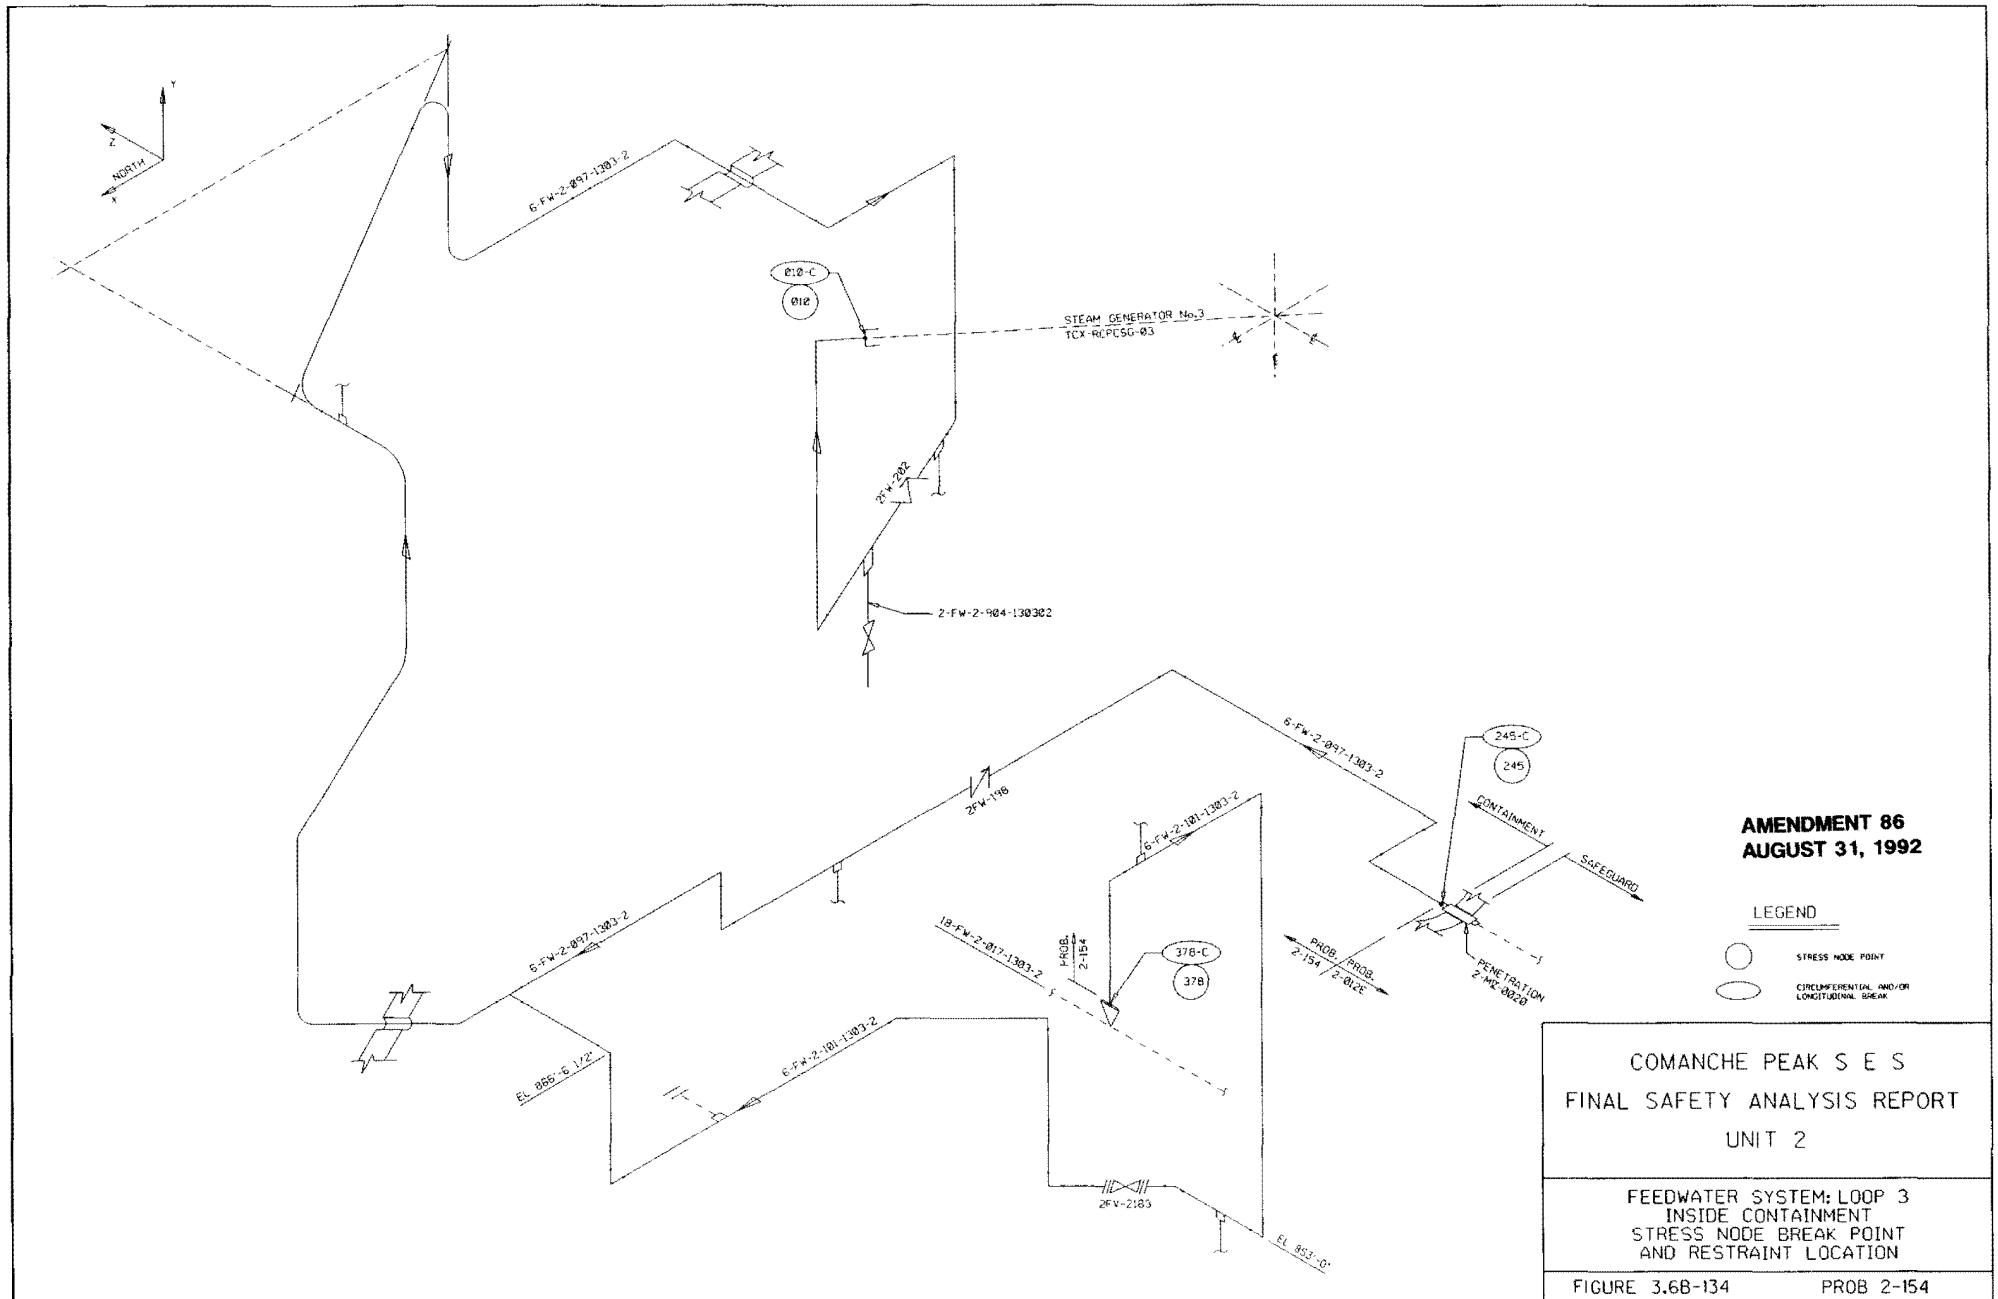 Y
Z
NORTH
X
6-FW-2-097-1303-2
010-C
010
STEAM GENERATOR No.3
TCX-RCPCSG-03
2FW-202
2-FW-2-904-130302
6-FW-2-097-1303-2
245-C
245
2FW-198
6-FW-2-101-1303-2
CONTAINMENT
SAFEGUARD
AMENDMENT 86
AUGUST 31, 1992
LEGEND
STRESS NODE POINT
CIRCUMFERENTIAL AND/OR
LONGITUDINAL BREAK
6-FW-2-097-1303-2
18-FW-2-017-1303-2
PROB.
2-154
378-C
378
PROB.
2-154
PROB.
2-012E
PENETRATION
2-MZ-0020
EL 866'-6 1/2"
6-FW-2-101-1303-2
2FV-2183
EL 853'-0"
COMANCHE PEAK S E S
FINAL SAFETY ANALYSIS REPORT
UNIT 2
FEEDWATER SYSTEM: LOOP 3
INSIDE CONTAINMENT
STRESS NODE BREAK POINT
AND RESTRAINT LOCATION
FIGURE 3.6B-134
PROB 2-154